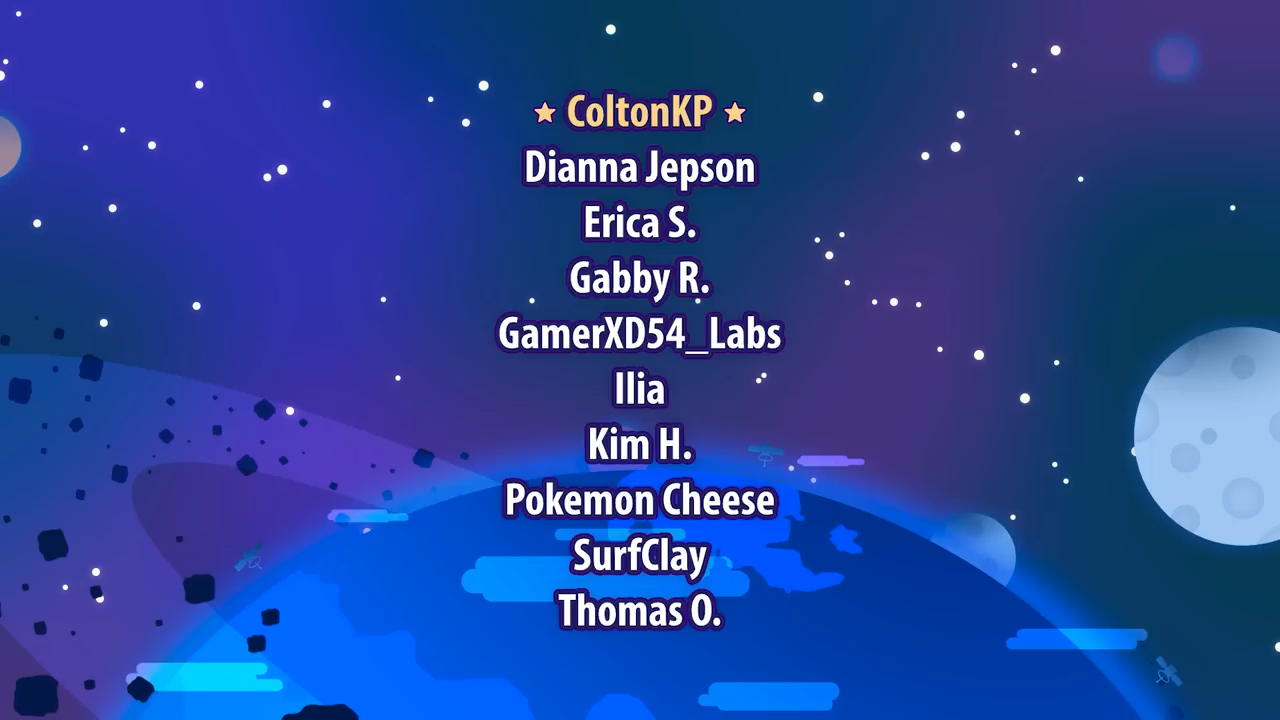 ★ ColtonKP ★
Dianna Jepson
Erica S.
Gabby R.
GamerXD54_Labs
Ilia
Kim H.
Pokemon Cheese
SurfClay
Thomas O.